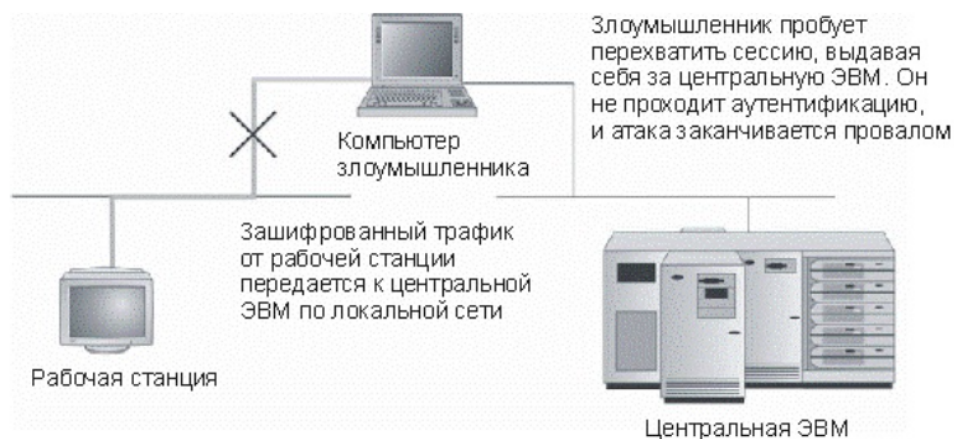 Злоумышленник пробует
перехватить сессию, выдавая
себя за центральную ЭВМ. Он
не проходит аутентификацию,
и атака заканчивается провалом
Компьютер
злоумышленника
Зашифрованный трафик
от рабочей станции
передается к центральной
ЭВМ по локальной сети
Рабочая станция
Центральная ЭВМ